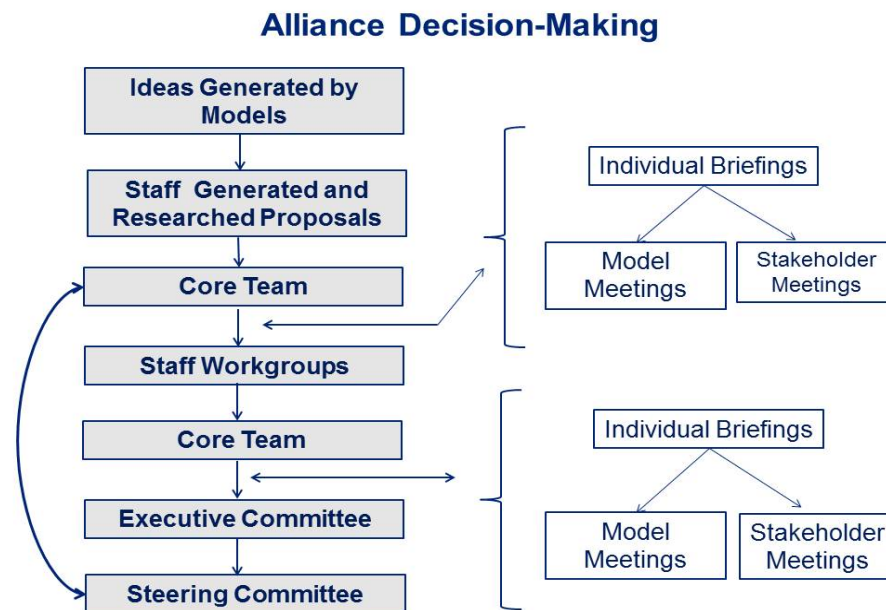 Alliance Decision-Making
Ideas Generated by
Models
Staff Generated and
Researched Proposals
Core Team
Staff Workgroups
Core Team
Executive Committee
Steering Committee
Individual Briefings
Model
Meetings
Stakeholder
Meetings
Individual Briefings
Model
Meetings
Stakeholder
Meetings